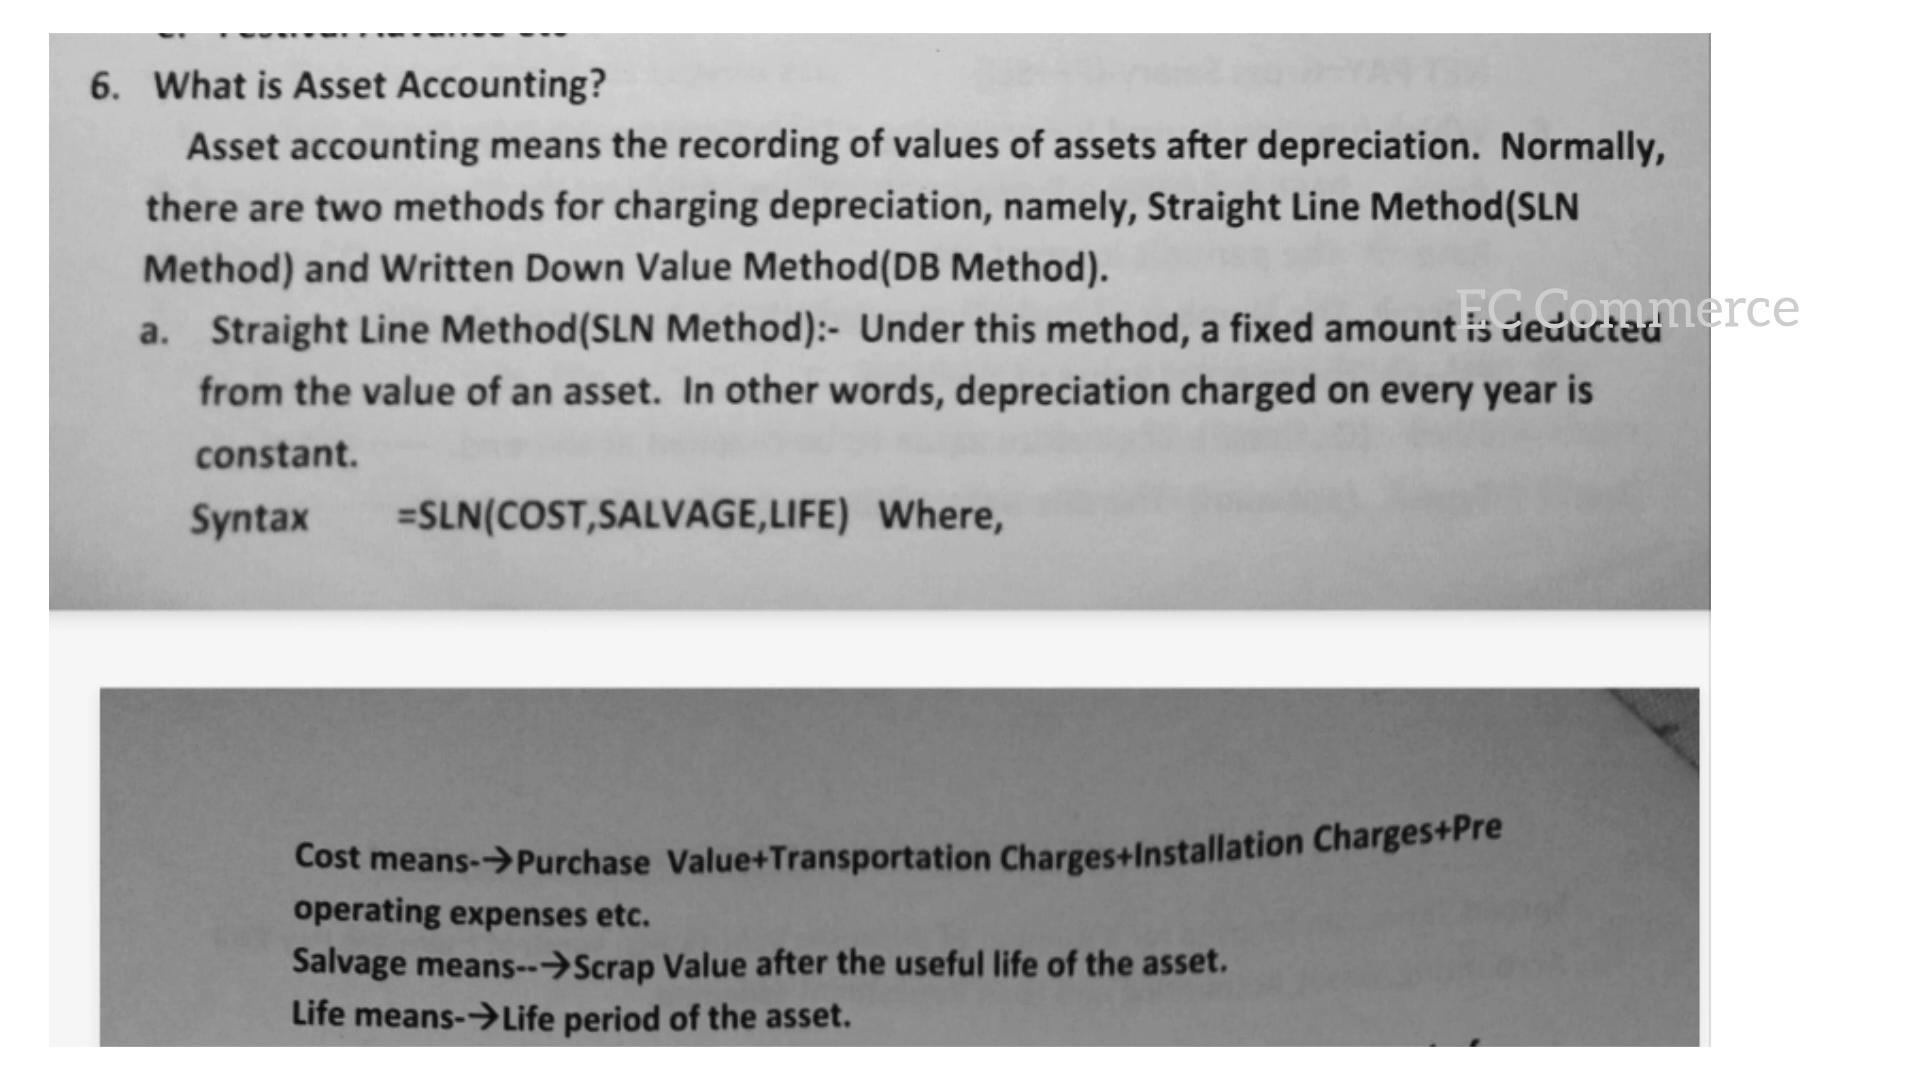 6. What is Asset Accounting?
Asset accounting means the recording of values of assets after depreciation. Normally,
there are two methods for charging depreciation, namely, Straight Line Method(SLN
Method) and Written Down Value Method(DB Method).
EC Commerce
a. Straight Line Method(SLN Method):- Under this method, a fixed amount is deducted
from the value of an asset. In other words, depreciation charged on every year is
constant.
Syntax =SLN(COST,SALVAGE,LIFE) Where,
Cost means-→Purchase Value+Transportation Charges+Installation Charges+Pre
operating expenses etc.
Salvage means--→Scrap Value after the useful life of the asset.
Life means-→Life period of the asset.